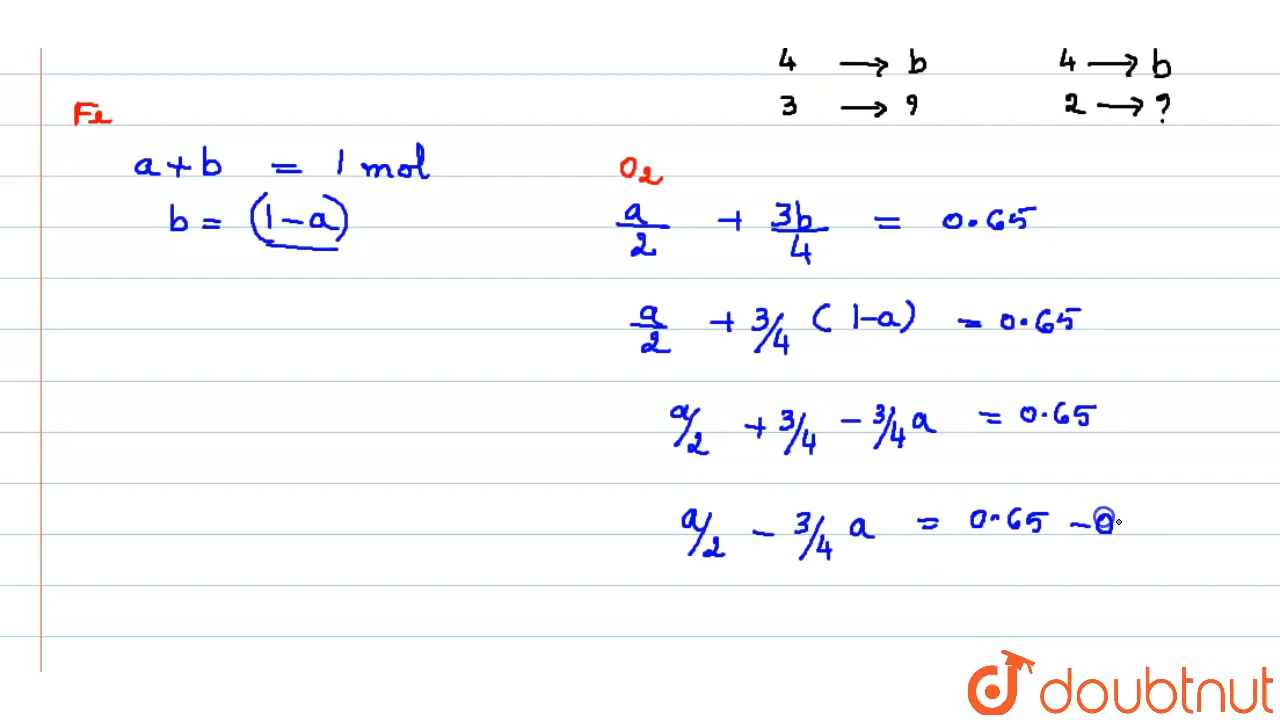 4 → b 4 → b
3 → ? 2 → ?
Fe
a + b = 1 mol
b = (1-a)
O2
a/2 + 3b/4 = 0.65
a/2 + 3/4 (1-a) = 0.65
a/2 + 3/4 - 3/4 a = 0.65
a/2 - 3/4 a = 0.65 - 0.
doubtnut